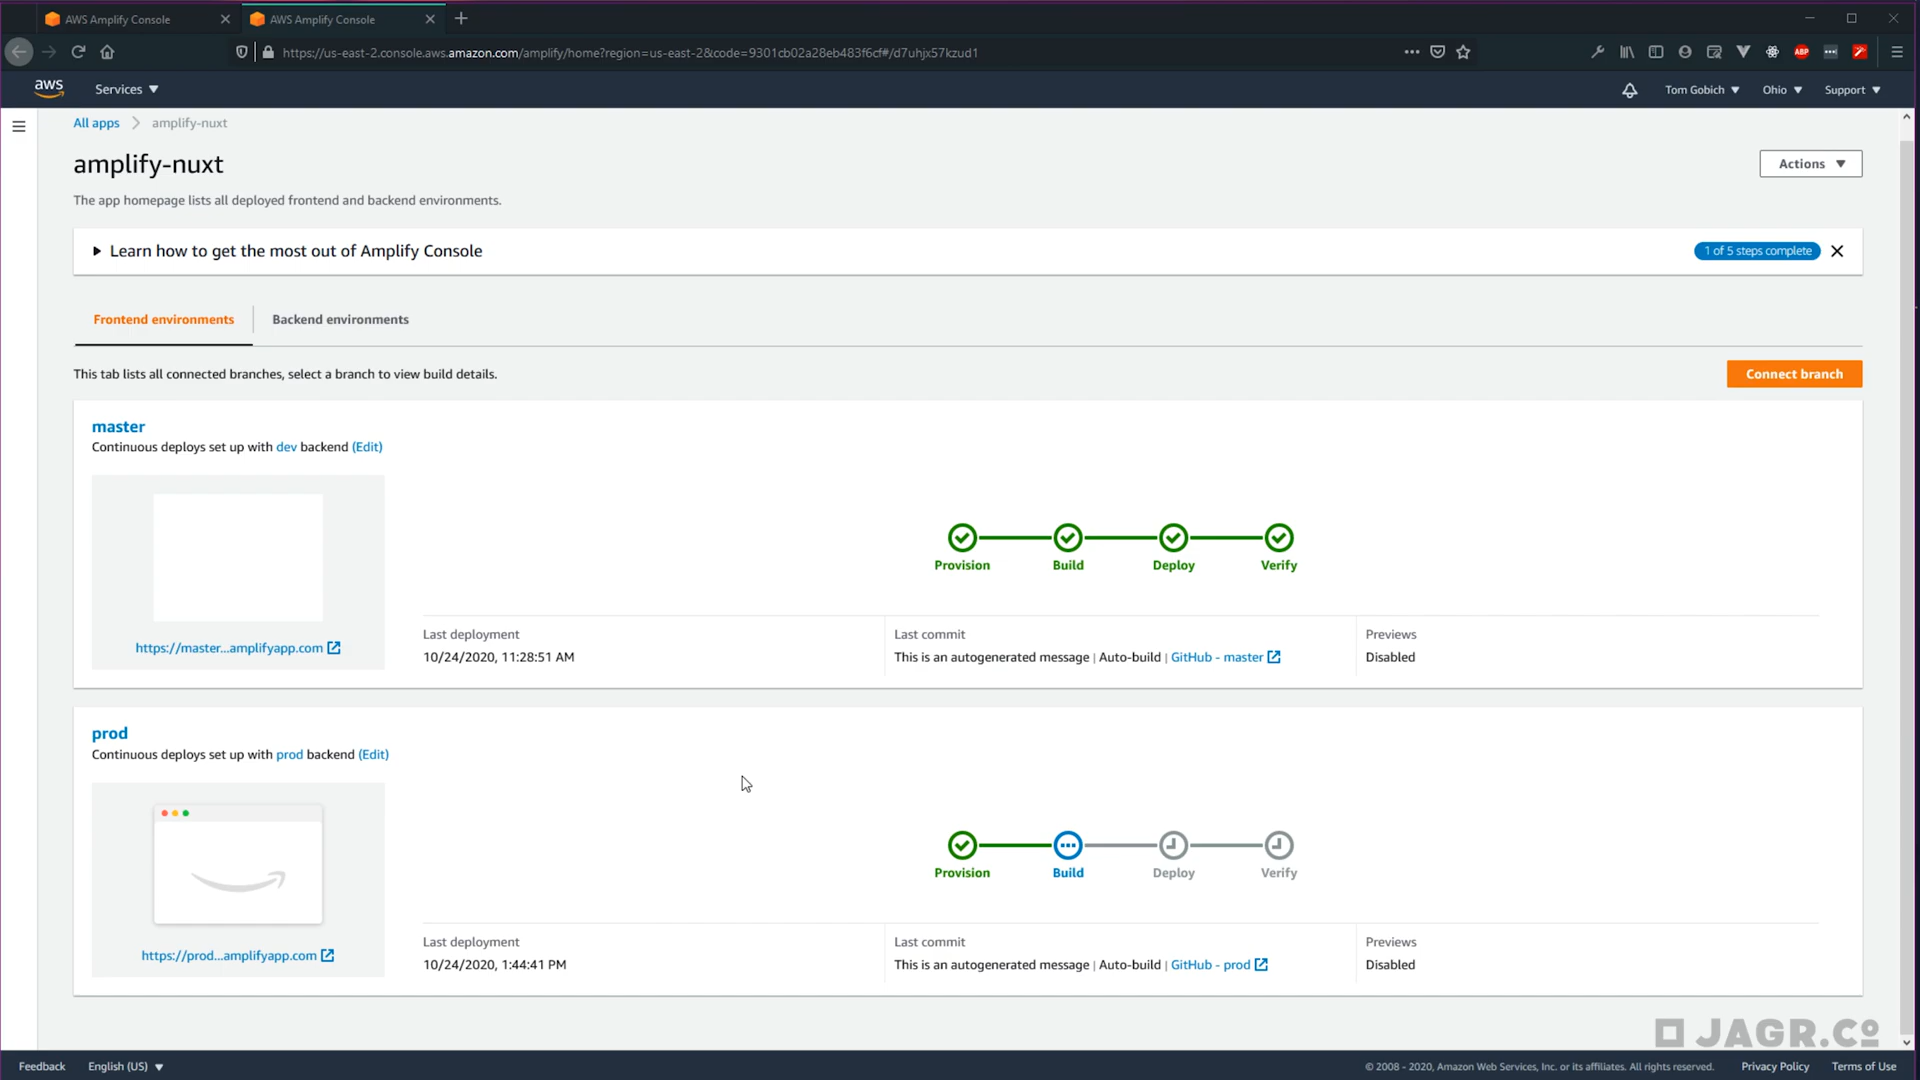 AWS Amplify Console
AWS Amplify Console
https://us-east-2.console.aws.amazon.com/amplify/home?region=us-east-2&code=9301cb02a28eb483f6cf#/d7uhjx57kzud1
ABP
aws
Services
Tom Gobich
Ohio
Support
All apps
amplify-nuxt
amplify-nuxt
Actions
The app homepage lists all deployed frontend and backend environments.
Learn how to get the most out of Amplify Console
1 of 5 steps complete
Frontend environments
Backend environments
This tab lists all connected branches, select a branch to view build details.
Connect branch
master
Continuous deploys set up with dev backend (Edit)
Provision
Build
Deploy
Verify
https://master...amplifyapp.com
Last deployment
10/24/2020, 11:28:51 AM
Last commit
This is an autogenerated message | Auto-build | GitHub - master
Previews
Disabled
prod
Continuous deploys set up with prod backend (Edit)
Provision
Build
Deploy
Verify
https://prod...amplifyapp.com
Last deployment
10/24/2020, 1:44:41 PM
Last commit
This is an autogenerated message | Auto-build | GitHub - prod
Previews
Disabled
JAGR.Co
Feedback
English (US)
© 2008 - 2020, Amazon Web Services, Inc. or its affiliates. All rights reserved.
Privacy Policy
Terms of Use